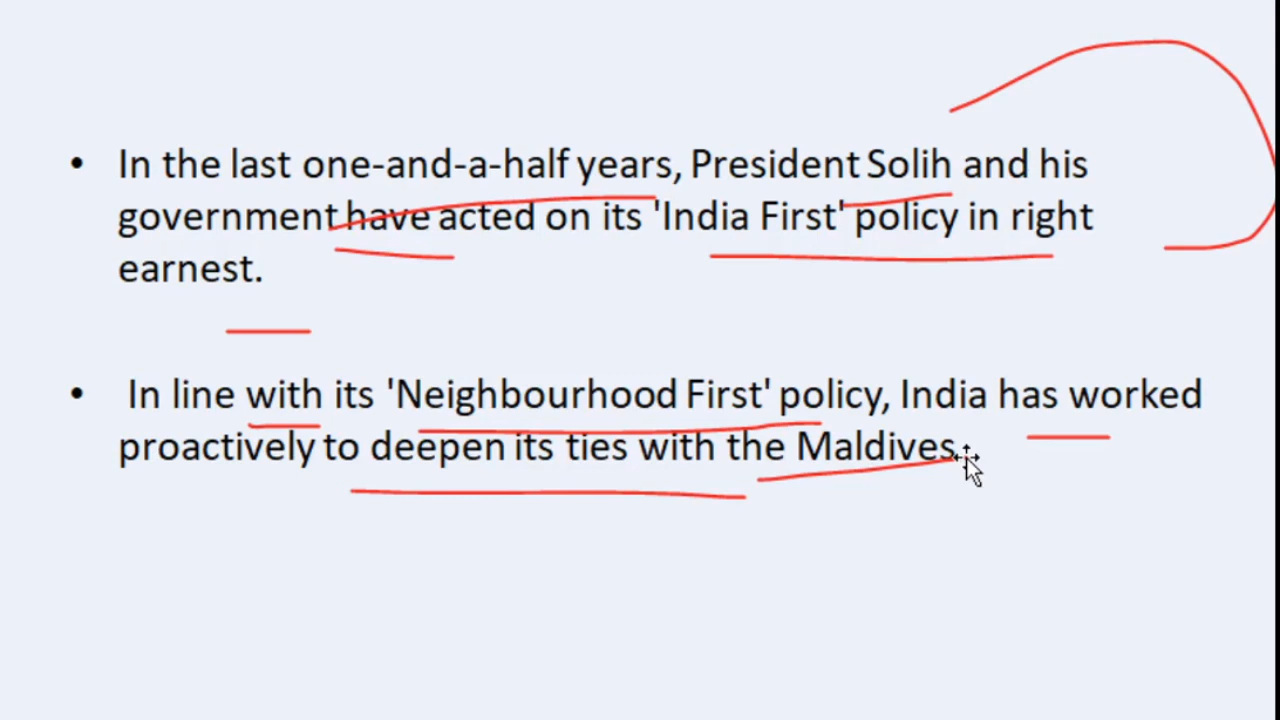 • In the last one-and-a-half years, President Solih and his
government have acted on its 'India First' policy in right
earnest.
• In line with its 'Neighbourhood First' policy, India has worked
proactively to deepen its ties with the Maldives.